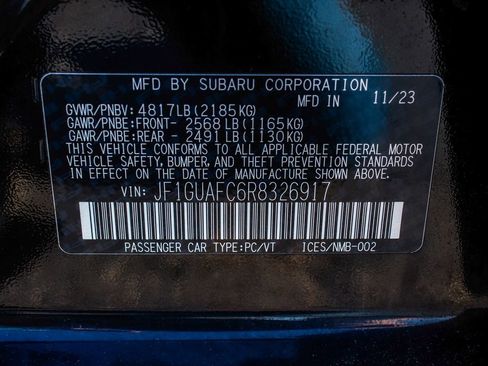 MFD BY SUBARU CORPORATION
MFD IN 11/23
GVWR/PNBV: 4817LB(2185KG)
GAWR/PNBE:FRONT- 2568LB(1165KG)
GAWR/PNBE:REAR - 2491LB(1130KG)
THIS VEHICLE CONFORMS TO ALL APPLICABLE FEDERAL MOTOR
VEHICLE SAFETY, BUMPER, AND THEFT PREVENTION STANDARDS
IN EFFECT ON THE DATE OF MANUFACTURE SHOWN ABOVE.
VIN: JF1GUAFC6R8326917
PASSENGER CAR TYPE:PC/VT ICES/NMB-002